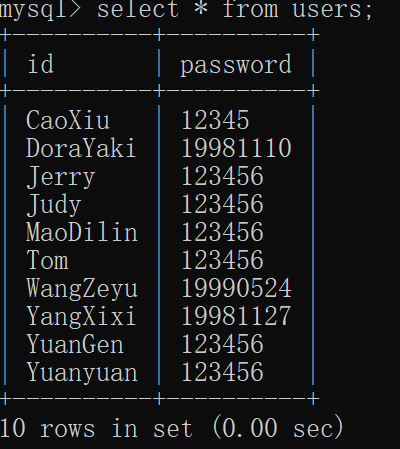 mysql> select * from users;
+----------+----------+
| id       | password |
+----------+----------+
| CaoXiu   | 12345    |
| DoraYaki | 19981110 |
| Jerry    | 123456   |
| Judy     | 123456   |
| MaoDilin | 123456   |
| Tom      | 123456   |
| WangZeyu | 19990524 |
| YangXixi | 19981127 |
| YuanGen  | 123456   |
| Yuanyuan | 123456   |
+----------+----------+
10 rows in set (0.00 sec)